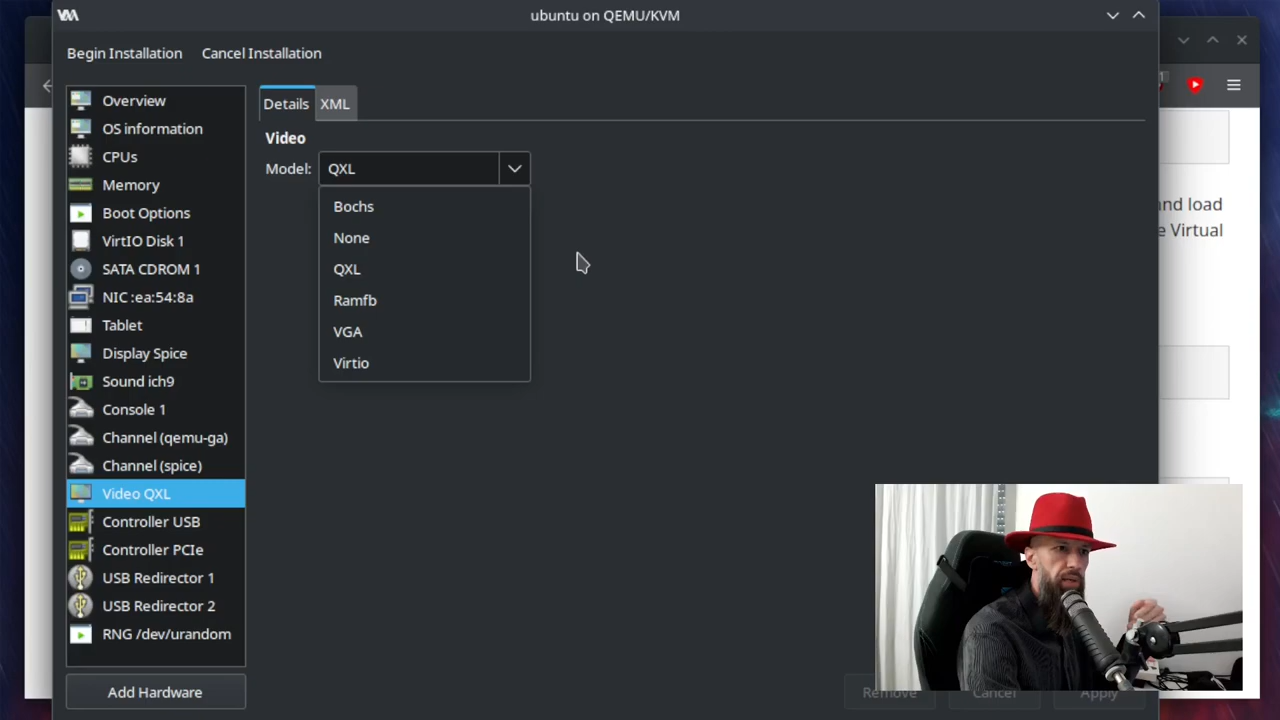 ubuntu on QEMU/KVM
Begin Installation Cancel Installation
Overview
OS information
CPUs
Memory
Boot Options
VirtIO Disk 1
SATA CDROM 1
NIC :ea:54:8a
Tablet
Display Spice
Sound ich9
Console 1
Channel (qemu-ga)
Channel (spice)
Video QXL
Controller USB
Controller PCIe
USB Redirector 1
USB Redirector 2
RNG /dev/urandom
Add Hardware
Details XML
Video
Model: QXL
Bochs
None
QXL
Ramfb
VGA
Virtio
Remove Cancel Apply
1
and load
e Virtual